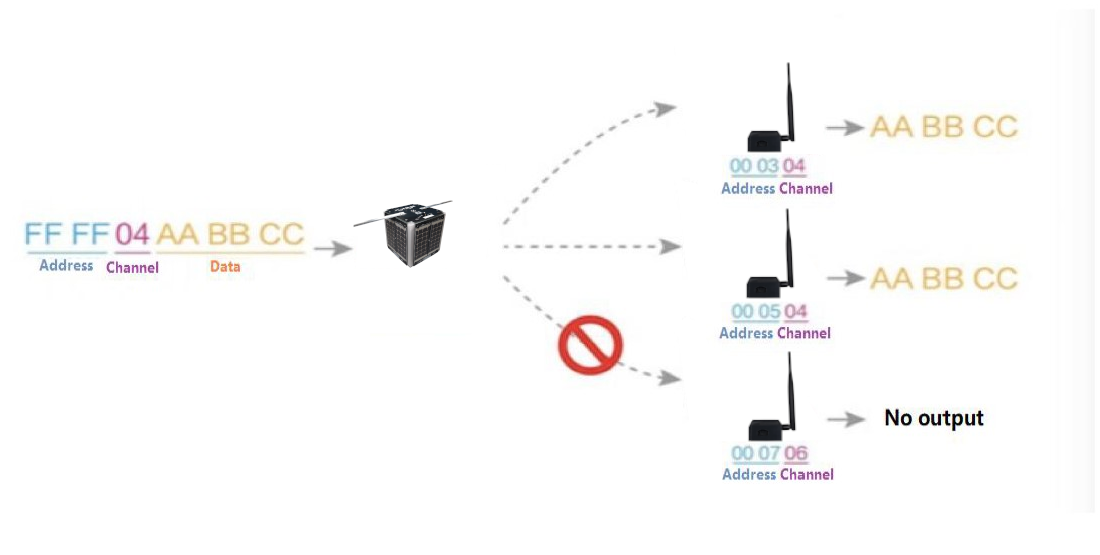 AA BB CC
00 03 04
Address Channel
FF FF 04 AA BB CC
Address Channel Data
AA BB CC
00 05 04
Address Channel
No output
00 07 06
Address Channel